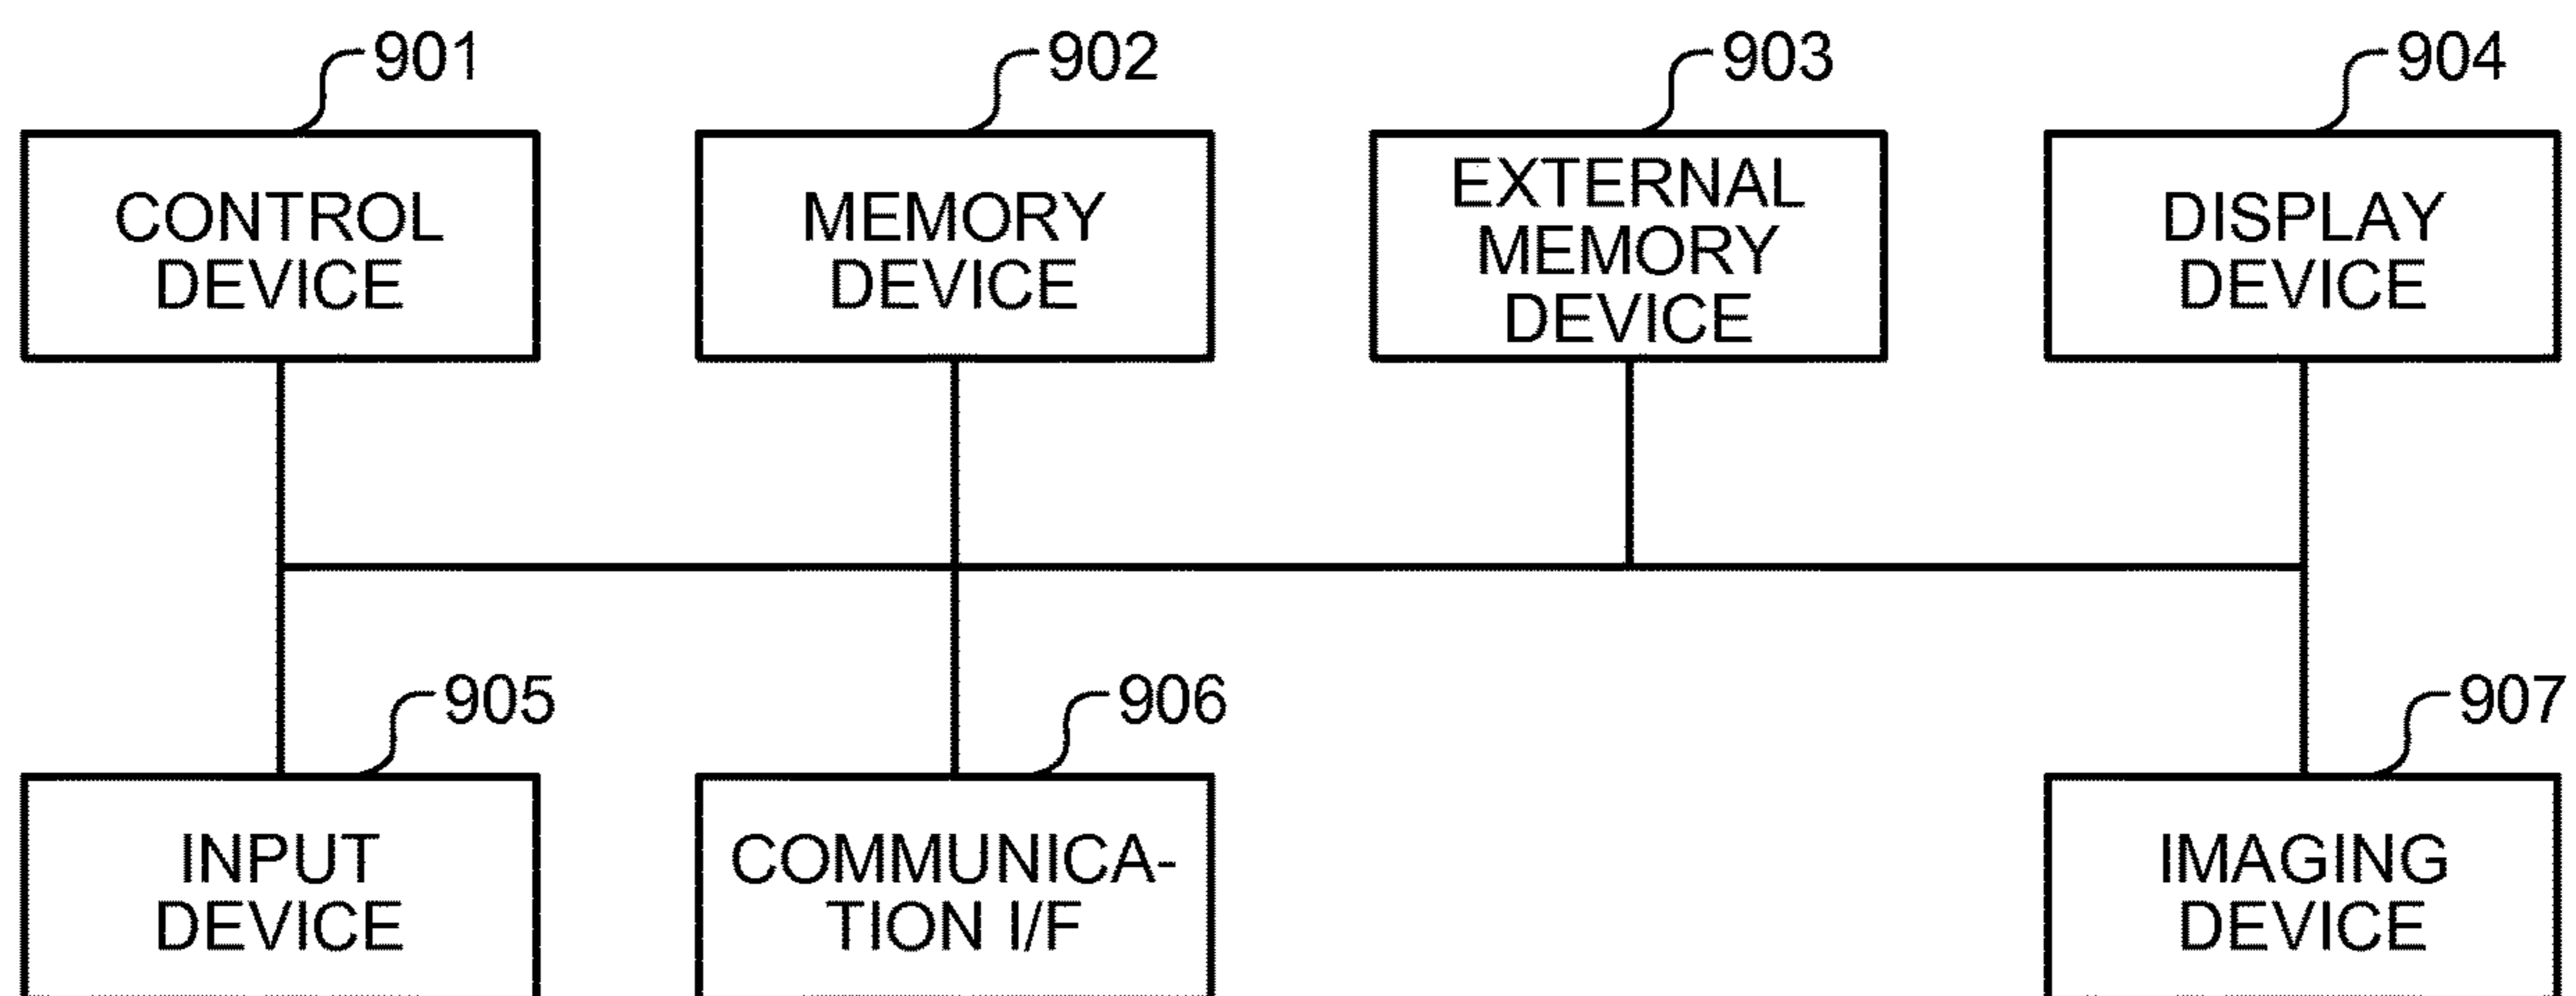 901
902
903
904
CONTROL
DEVICE
MEMORY
DEVICE
EXTERNAL
MEMORY
DEVICE
DISPLAY
DEVICE
905
906
907
INPUT
DEVICE
COMMUNICA-
TION I/F
IMAGING
DEVICE